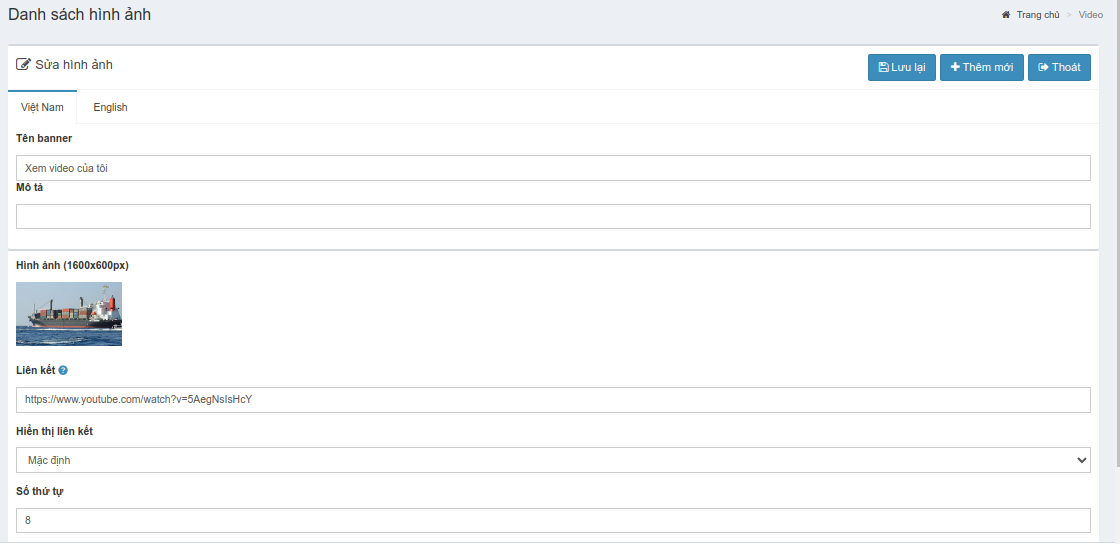 Danh sách hình ảnh
Trang chủ > Video
Sửa hình ảnh
Lưu lại Thêm mới Thoát
Việt Nam English
Tên banner
Xem video của tôi
Mô tả
Hình ảnh (1600x600px)
Liên kết ?
https://www.youtube.com/watch?v=5AegNsIsHcY
Hiển thị liên kết
Mặc định
Số thứ tự
8